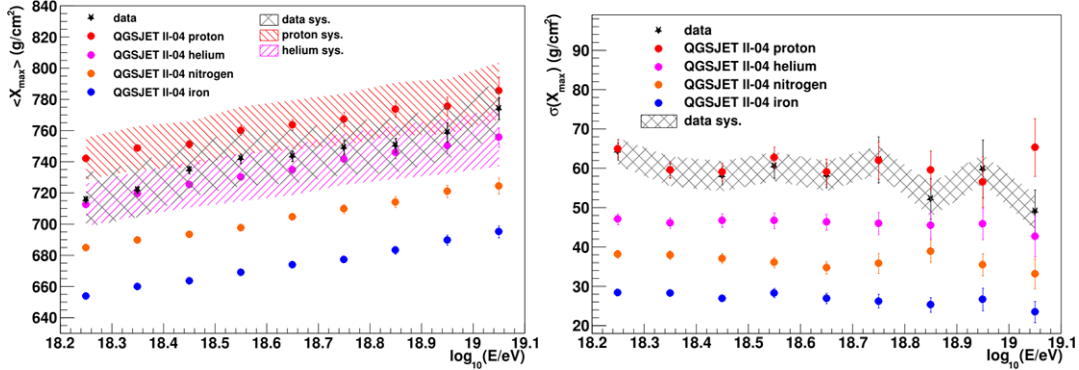 <X_max> (g/cm²)
840
820
800
780
760
740
720
700
680
660
640
data
QGSJET II-04 proton
QGSJET II-04 helium
QGSJET II-04 nitrogen
QGSJET II-04 iron
data sys.
proton sys.
helium sys.
18.2 18.3 18.4 18.5 18.6 18.7 18.8 18.9 19 19.1
log₁₀(E/eV)
σ(X_max) (g/cm²)
90
80
70
60
50
40
30
20
data
QGSJET II-04 proton
QGSJET II-04 helium
QGSJET II-04 nitrogen
QGSJET II-04 iron
data sys.
18.2 18.3 18.4 18.5 18.6 18.7 18.8 18.9 19 19.1
log₁₀(E/eV)